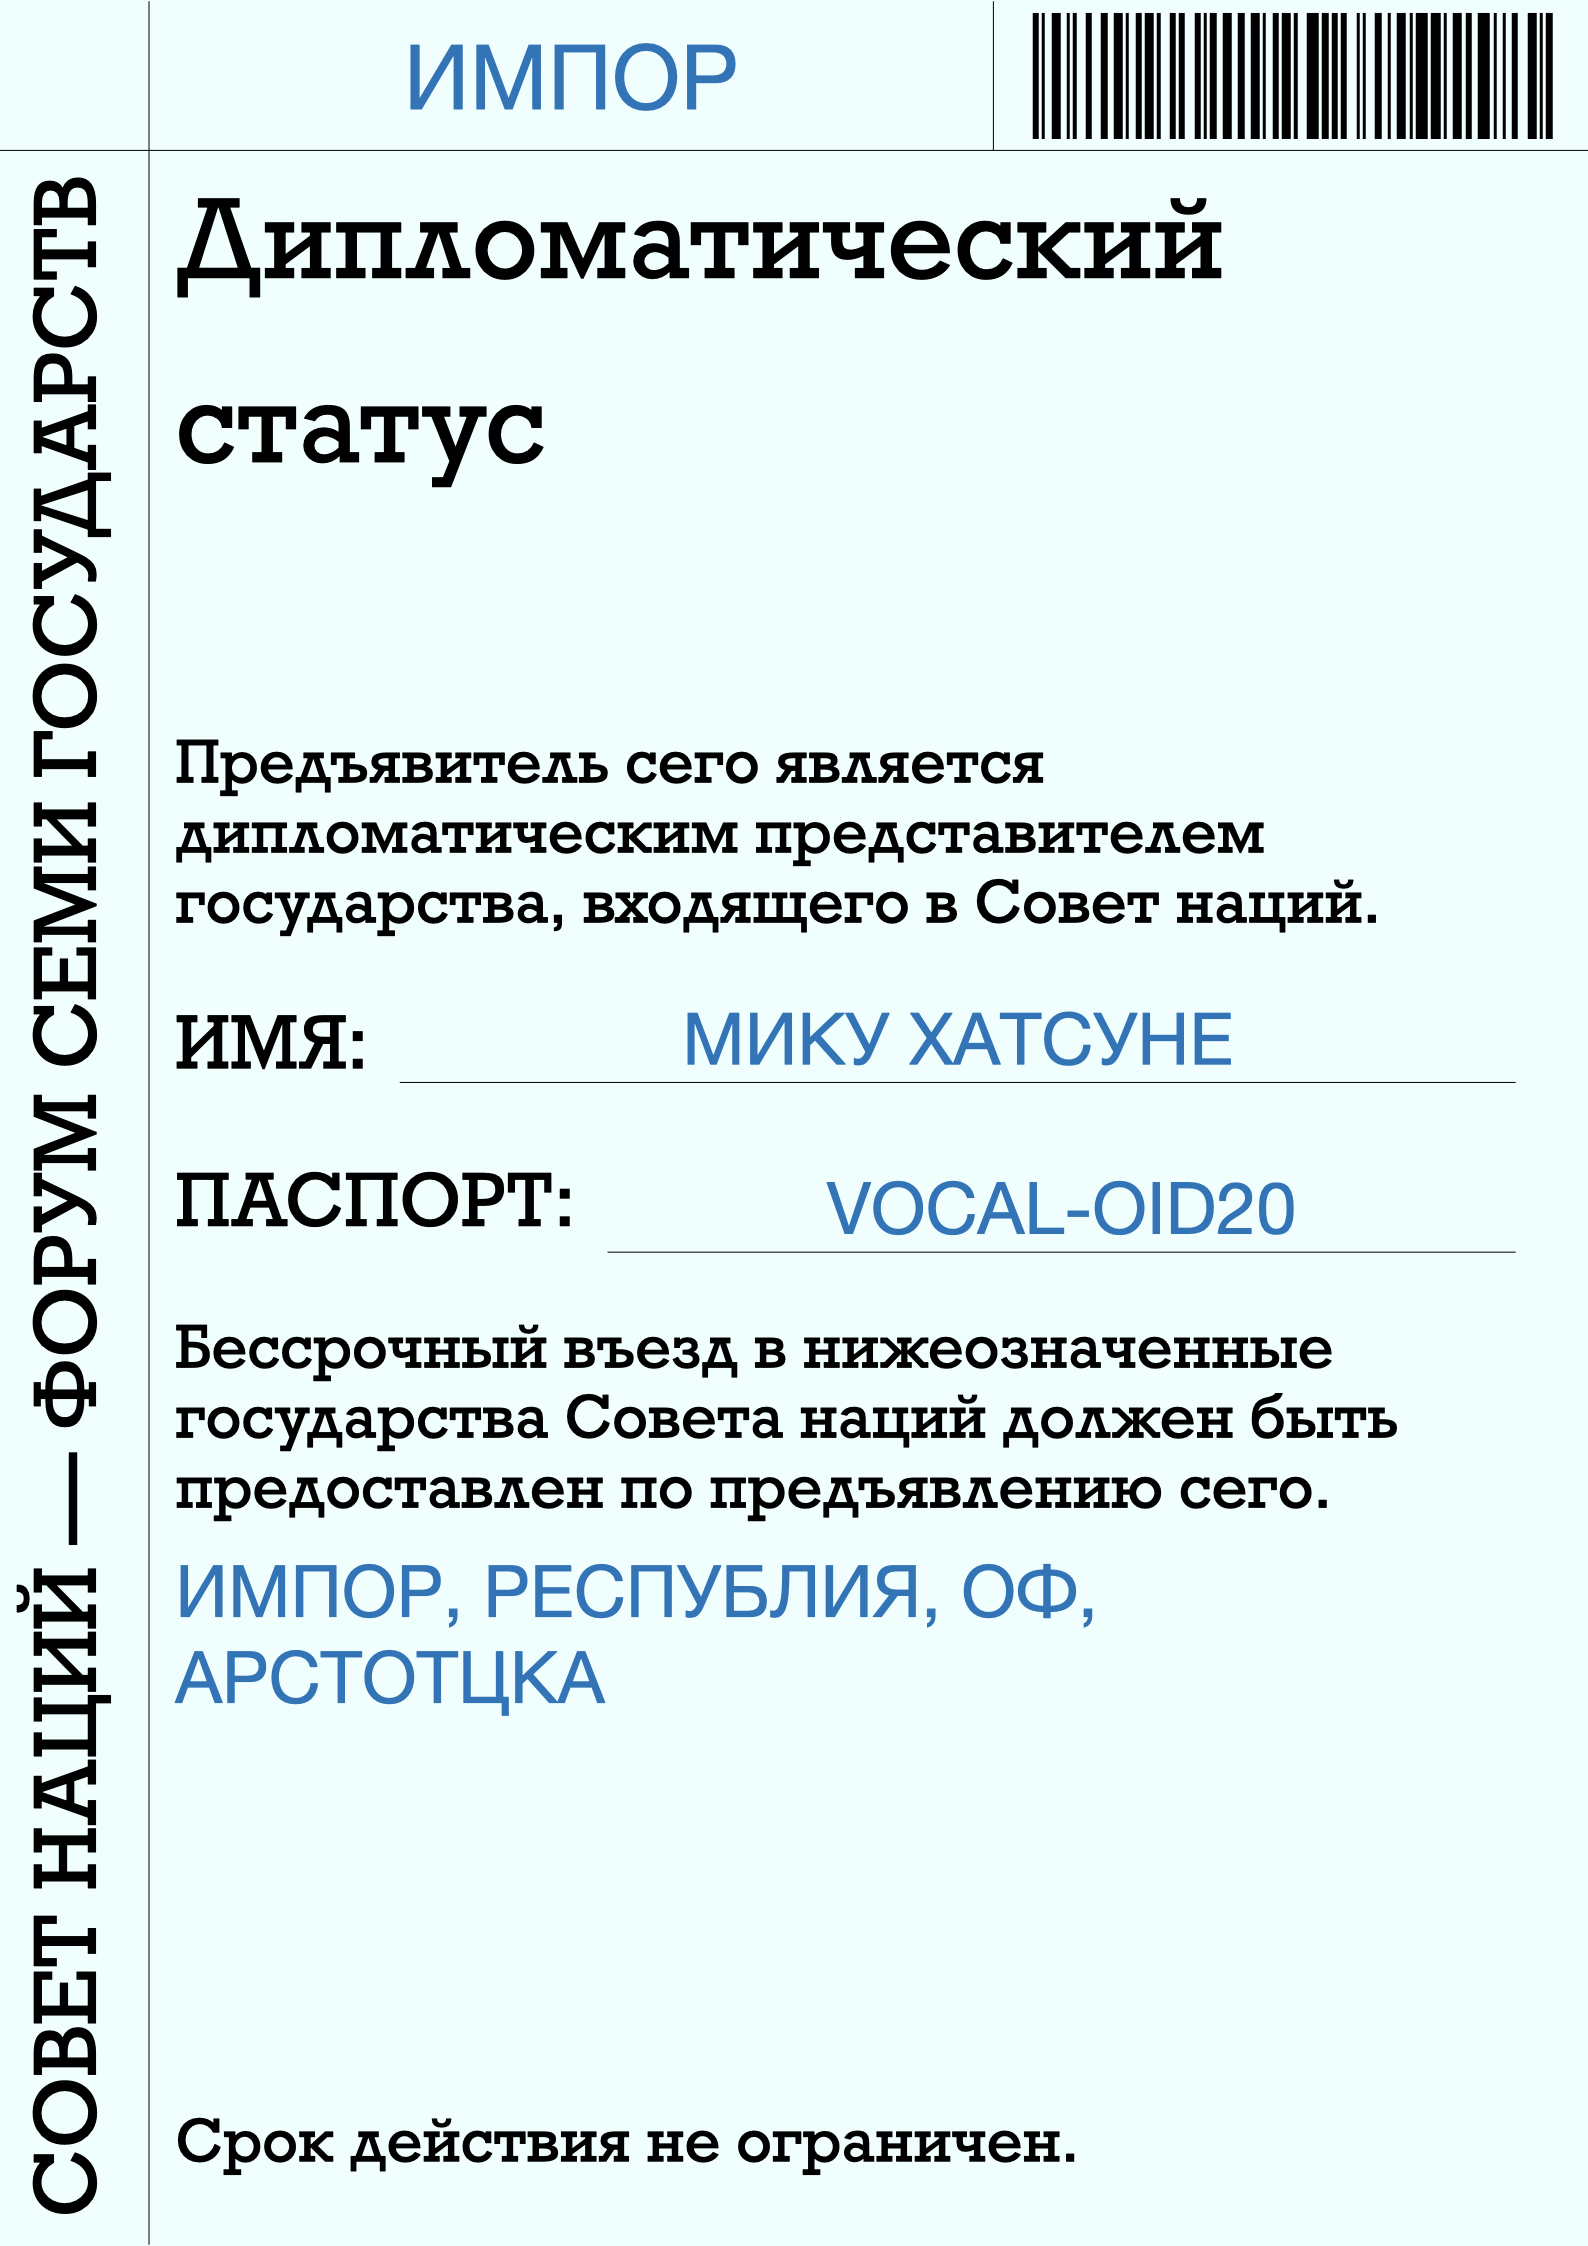 ИМПОР
СОВЕТ НАЦИЙ — ФОРУМ СЕМИ ГОСУДАРСТВ
Дипломатический
статус
Предъявитель сего является
дипломатическим представителем
государства, входящего в Совет наций.
ИМЯ: МИКУ ХАТСУНЕ
ПАСПОРТ: VOCAL-OID20
Бессрочный въезд в нижеозначенные
государства Совета наций должен быть
предоставлен по предъявлению сего.
ИМПОР, РЕСПУБЛИЯ, ОФ,
АРСТОТЦКА
Срок действия не ограничен.